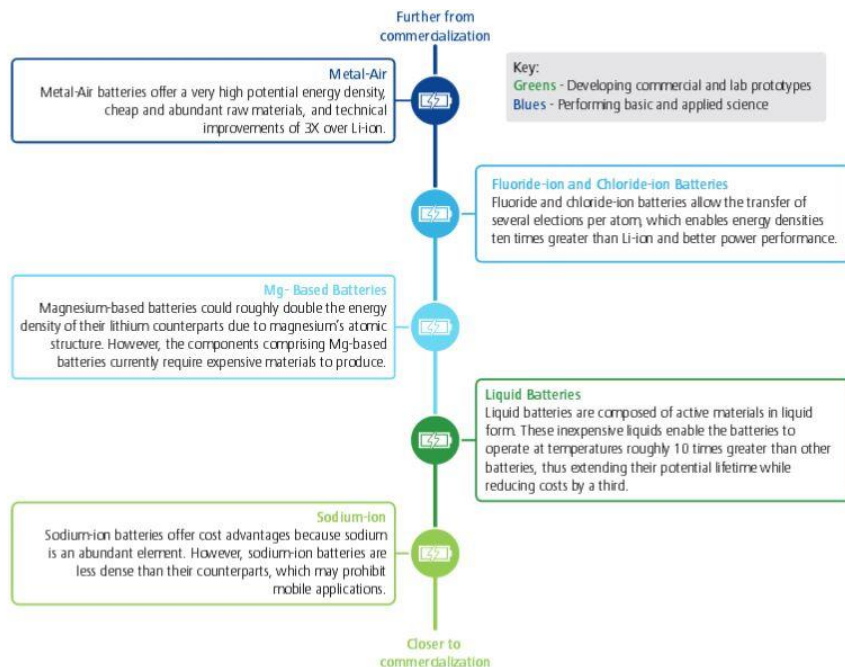 Further from
commerdalization
Key:
Greens - Developing commercial and lab prototypes
Blues - Performing basic and applied science
Metal-Air
Metal-Air batteries offer a very high potential energy density,
cheap and abundant raw materials, and technical
improvements of 3X over Li-ion.
Fluoride-ion and Chloride-ion Batteries
Fluoride and chloride-ion batteries allow the transfer of
several elections per atom, which enables energy densities
ten times greater than Li-ion and better power performance.
Mg- Based Batteries
Magnesium-based batteries could roughly double the energy
density of their lithium counterparts due to magnesium's atomic
structure. However, the components comprising Mg-based
batteries currently require expensive materials to produce.
Liquid Batteries
Liquid batteries are composed of active materials in liquid
form. These inexpensive liquids enable the batteries to
operate at temperatures roughly 10 times greater than other
batteries, thus extending their potential lifetime while
reducing costs by a third.
Sodium-ion
Sodium-ion batteries offer cost advantages because sodium
is an abundant element. However, sodium-ion batteries are
less dense than their counterparts, which may prohibit
mobile applications.
Closer to
commerdalization